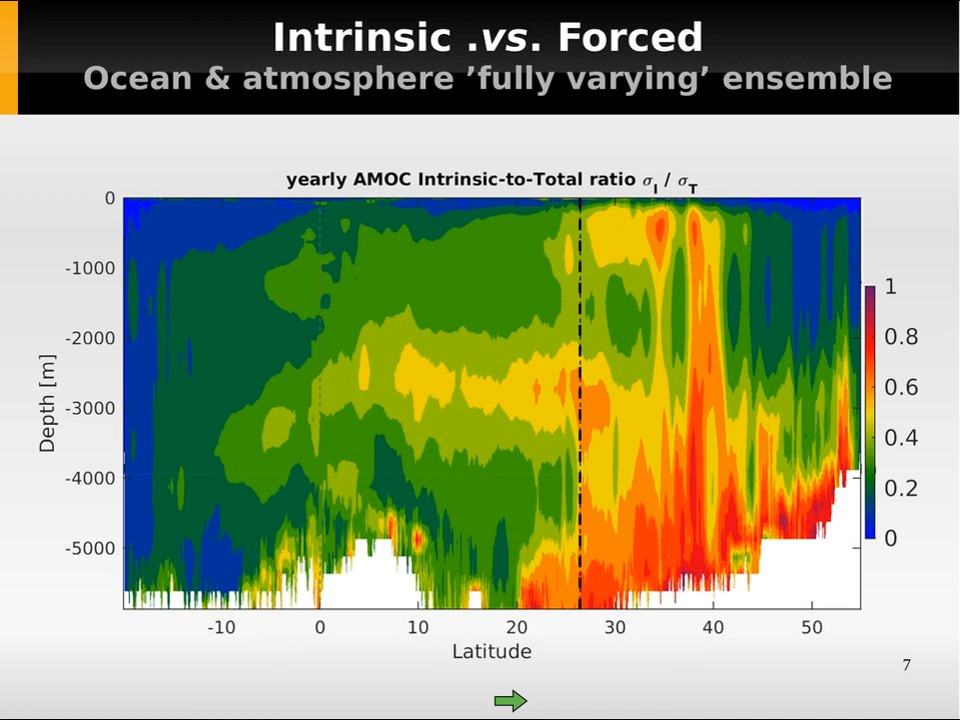 Intrinsic .vs. Forced
Ocean & atmosphere ’fully varying’ ensemble
yearly AMOC Intrinsic-to-Total ratio σI / σT
0
-1000
-2000
-3000
-4000
-5000
Depth [m]
-10 0 10 20 30 40 50
Latitude
1
0.8
0.6
0.4
0.2
0
7